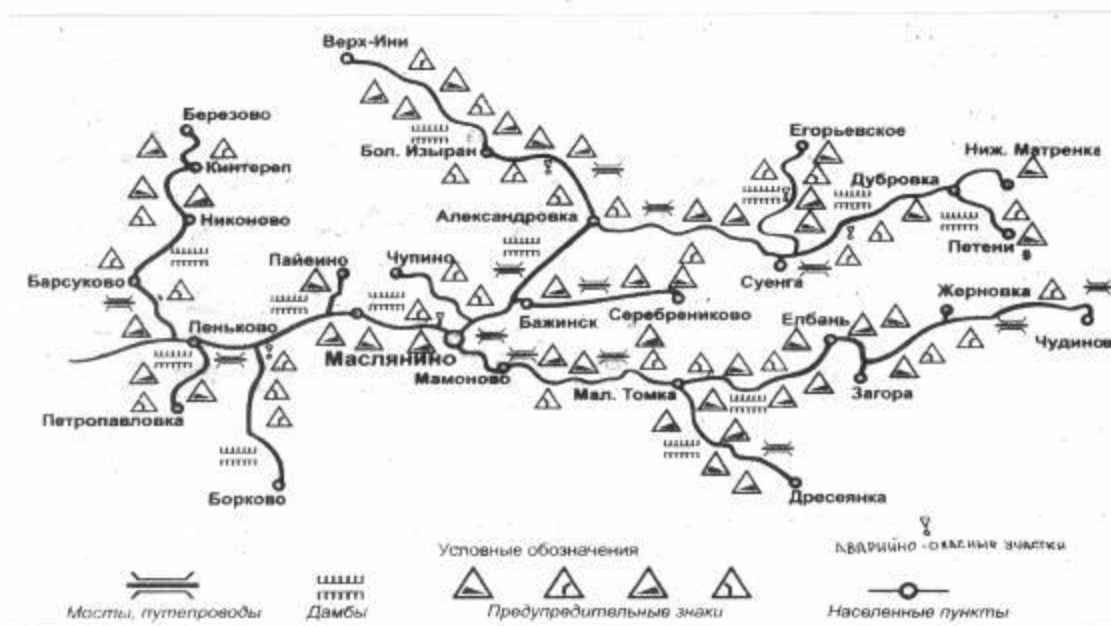 Верх-Ини
Березово
Егорьевское
Кинтереп
Бол. Изыран
Ниж. Матренка
Дубровка
Никоново
Александровка
Пайвино
Чупино
Петени
Барсуково
Суенга
Жерновка
Пеньково
Бажинск
Серебрениково
Елбань
Чудинов
Маслянино
Мамоново
Мал. Томка
Загора
Петропавловка
Борково
Дресвянка
Условные обозначения
аварийно-опасные участки
Мосты, путепроводы
Дамбы
Предупредительные знаки
Населенные пункты